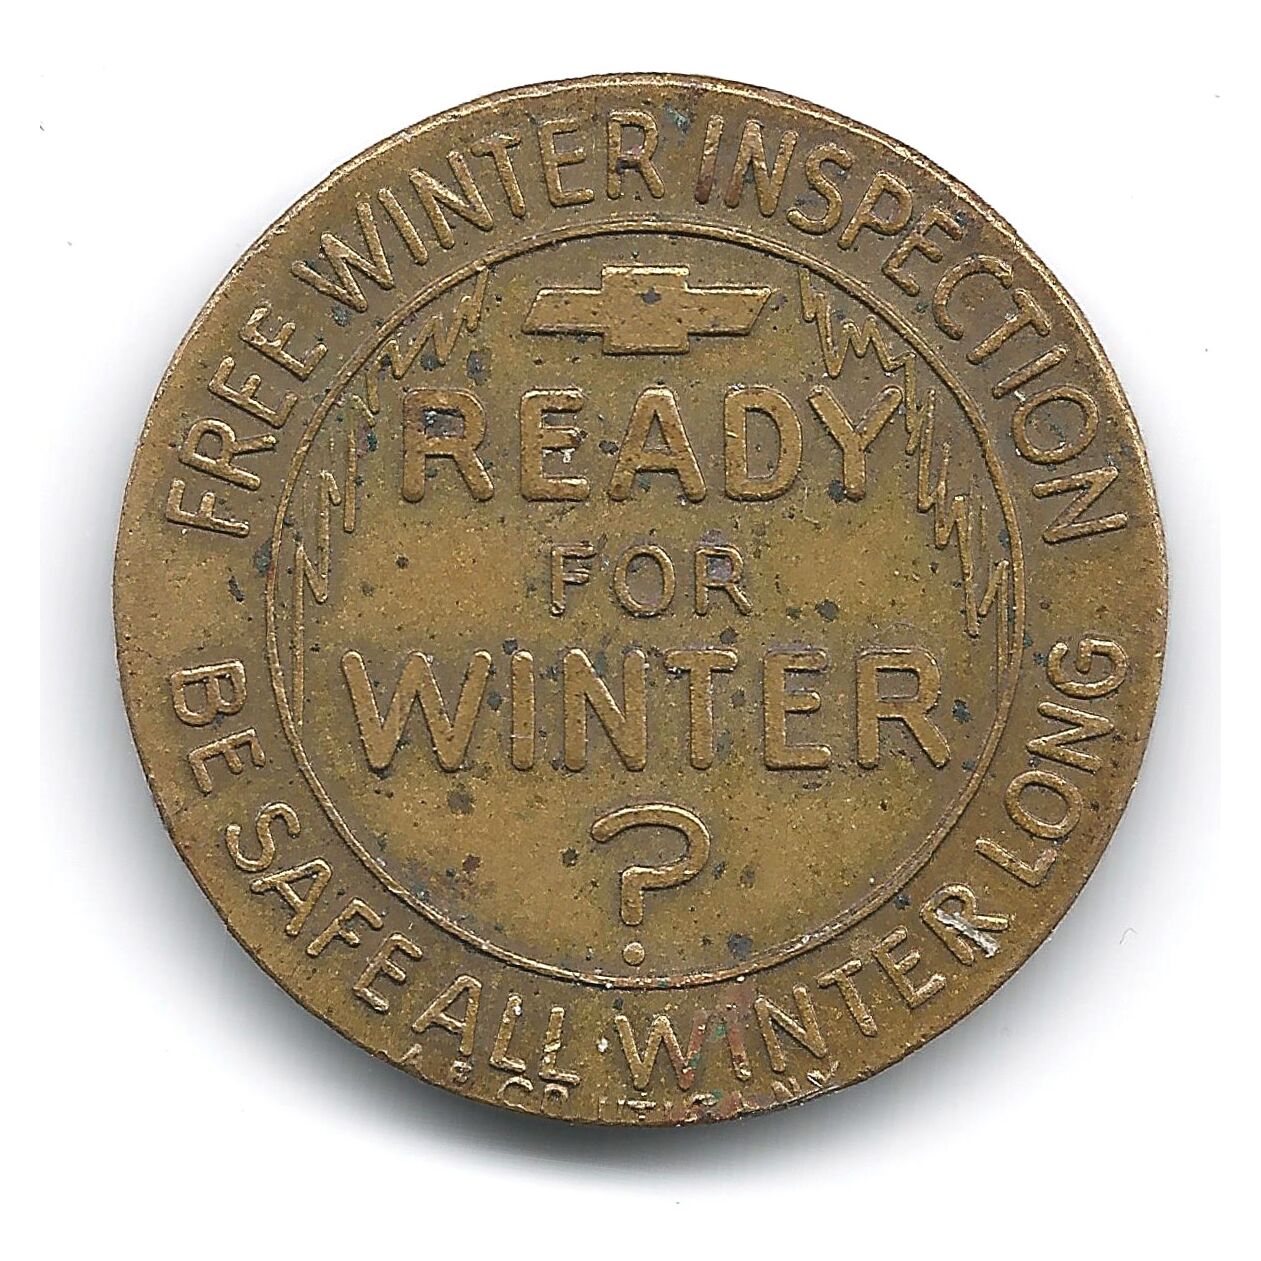 FREE WINTER INSPECTION
READY
FOR
WINTER
?
BE SAFE ALL WINTER LONG